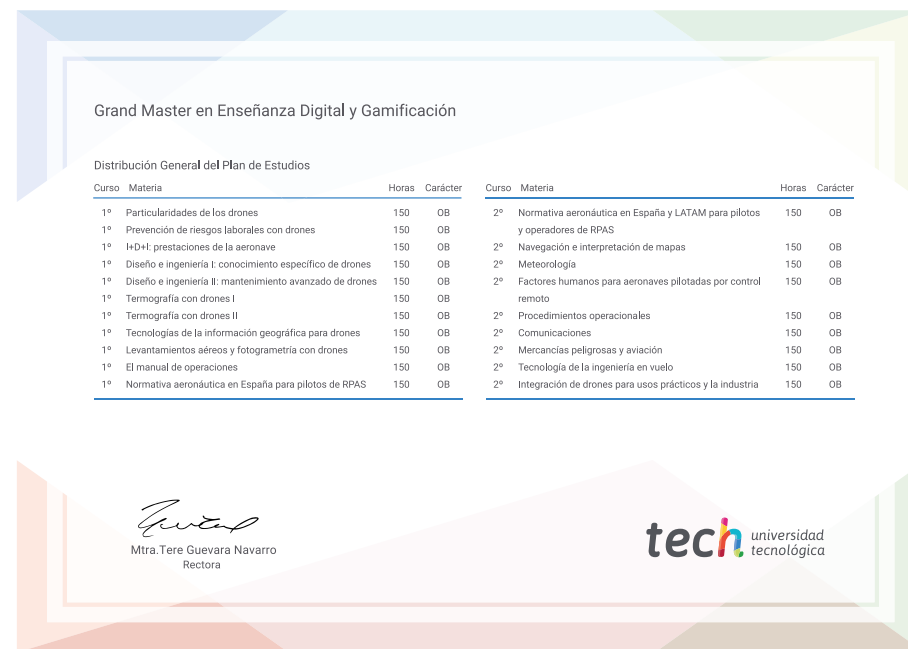 Grand Master en Enseñanza Digital y Gamificación
Distribución General del Plan de Estudios
Curso Materia Horas Carácter
1º Particularidades de los drones 150 OB
1º Prevención de riesgos laborales con drones 150 OB
1º I+D+I: prestaciones de la aeronave 150 OB
1º Diseño e ingeniería I: conocimiento específico de drones 150 OB
1º Diseño e ingeniería II: mantenimiento avanzado de drones 150 OB
1º Termografía con drones I 150 OB
1º Termografía con drones II 150 OB
1º Tecnologías de la información geográfica para drones 150 OB
1º Levantamientos aéreos y fotogrametría con drones 150 OB
1º El manual de operaciones 150 OB
1º Normativa aeronáutica en España para pilotos de RPAS 150 OB
Curso Materia Horas Carácter
2º Normativa aeronáutica en España y LATAM para pilotos 150 OB
y operadores de RPAS
2º Navegación e interpretación de mapas 150 OB
2º Meteorología 150 OB
2º Factores humanos para aeronaves pilotadas por control 150 OB
remoto
2º Procedimientos operacionales 150 OB
2º Comunicaciones 150 OB
2º Mercancías peligrosas y aviación 150 OB
2º Tecnología de la ingeniería en vuelo 150 OB
2º Integración de drones para usos prácticos y la industria 150 OB
Mtra.Tere Guevara Navarro
Rectora
tech universidad
tecnológica